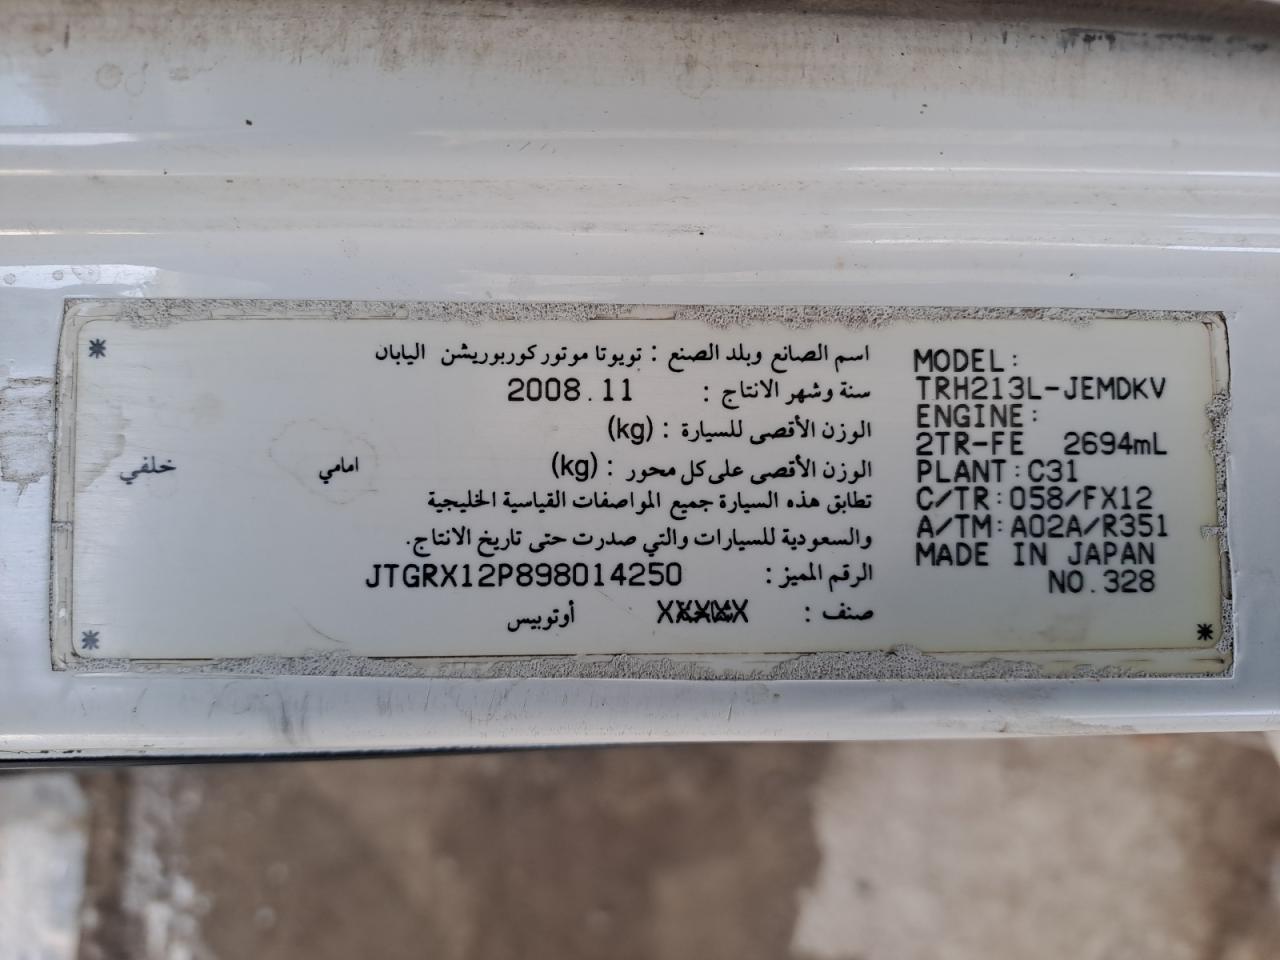 اسم الصانع وبلد الصنع : تويوتا موتور كوربوريشن اليابان
سنة وشهر الانتاج : 2008.11
الوزن الأقصى للسيارة : (kg)
الوزن الأقصى على كل محور : (kg) امامي خلفي
تطابق هذه السيارة جميع المواصفات القياسية الخليجية
والسعودية للسيارات والتي صدرت حتى تاريخ الانتاج.
الرقم المميز : JTGRX12P898014250
صنف : XXXXX أوتوبيس
MODEL:
TRH213L-JEMDKV
ENGINE:
2TR-FE 2694mL
PLANT:C31
C/TR:058/FX12
A/TM:A02A/R351
MADE IN JAPAN
NO.328